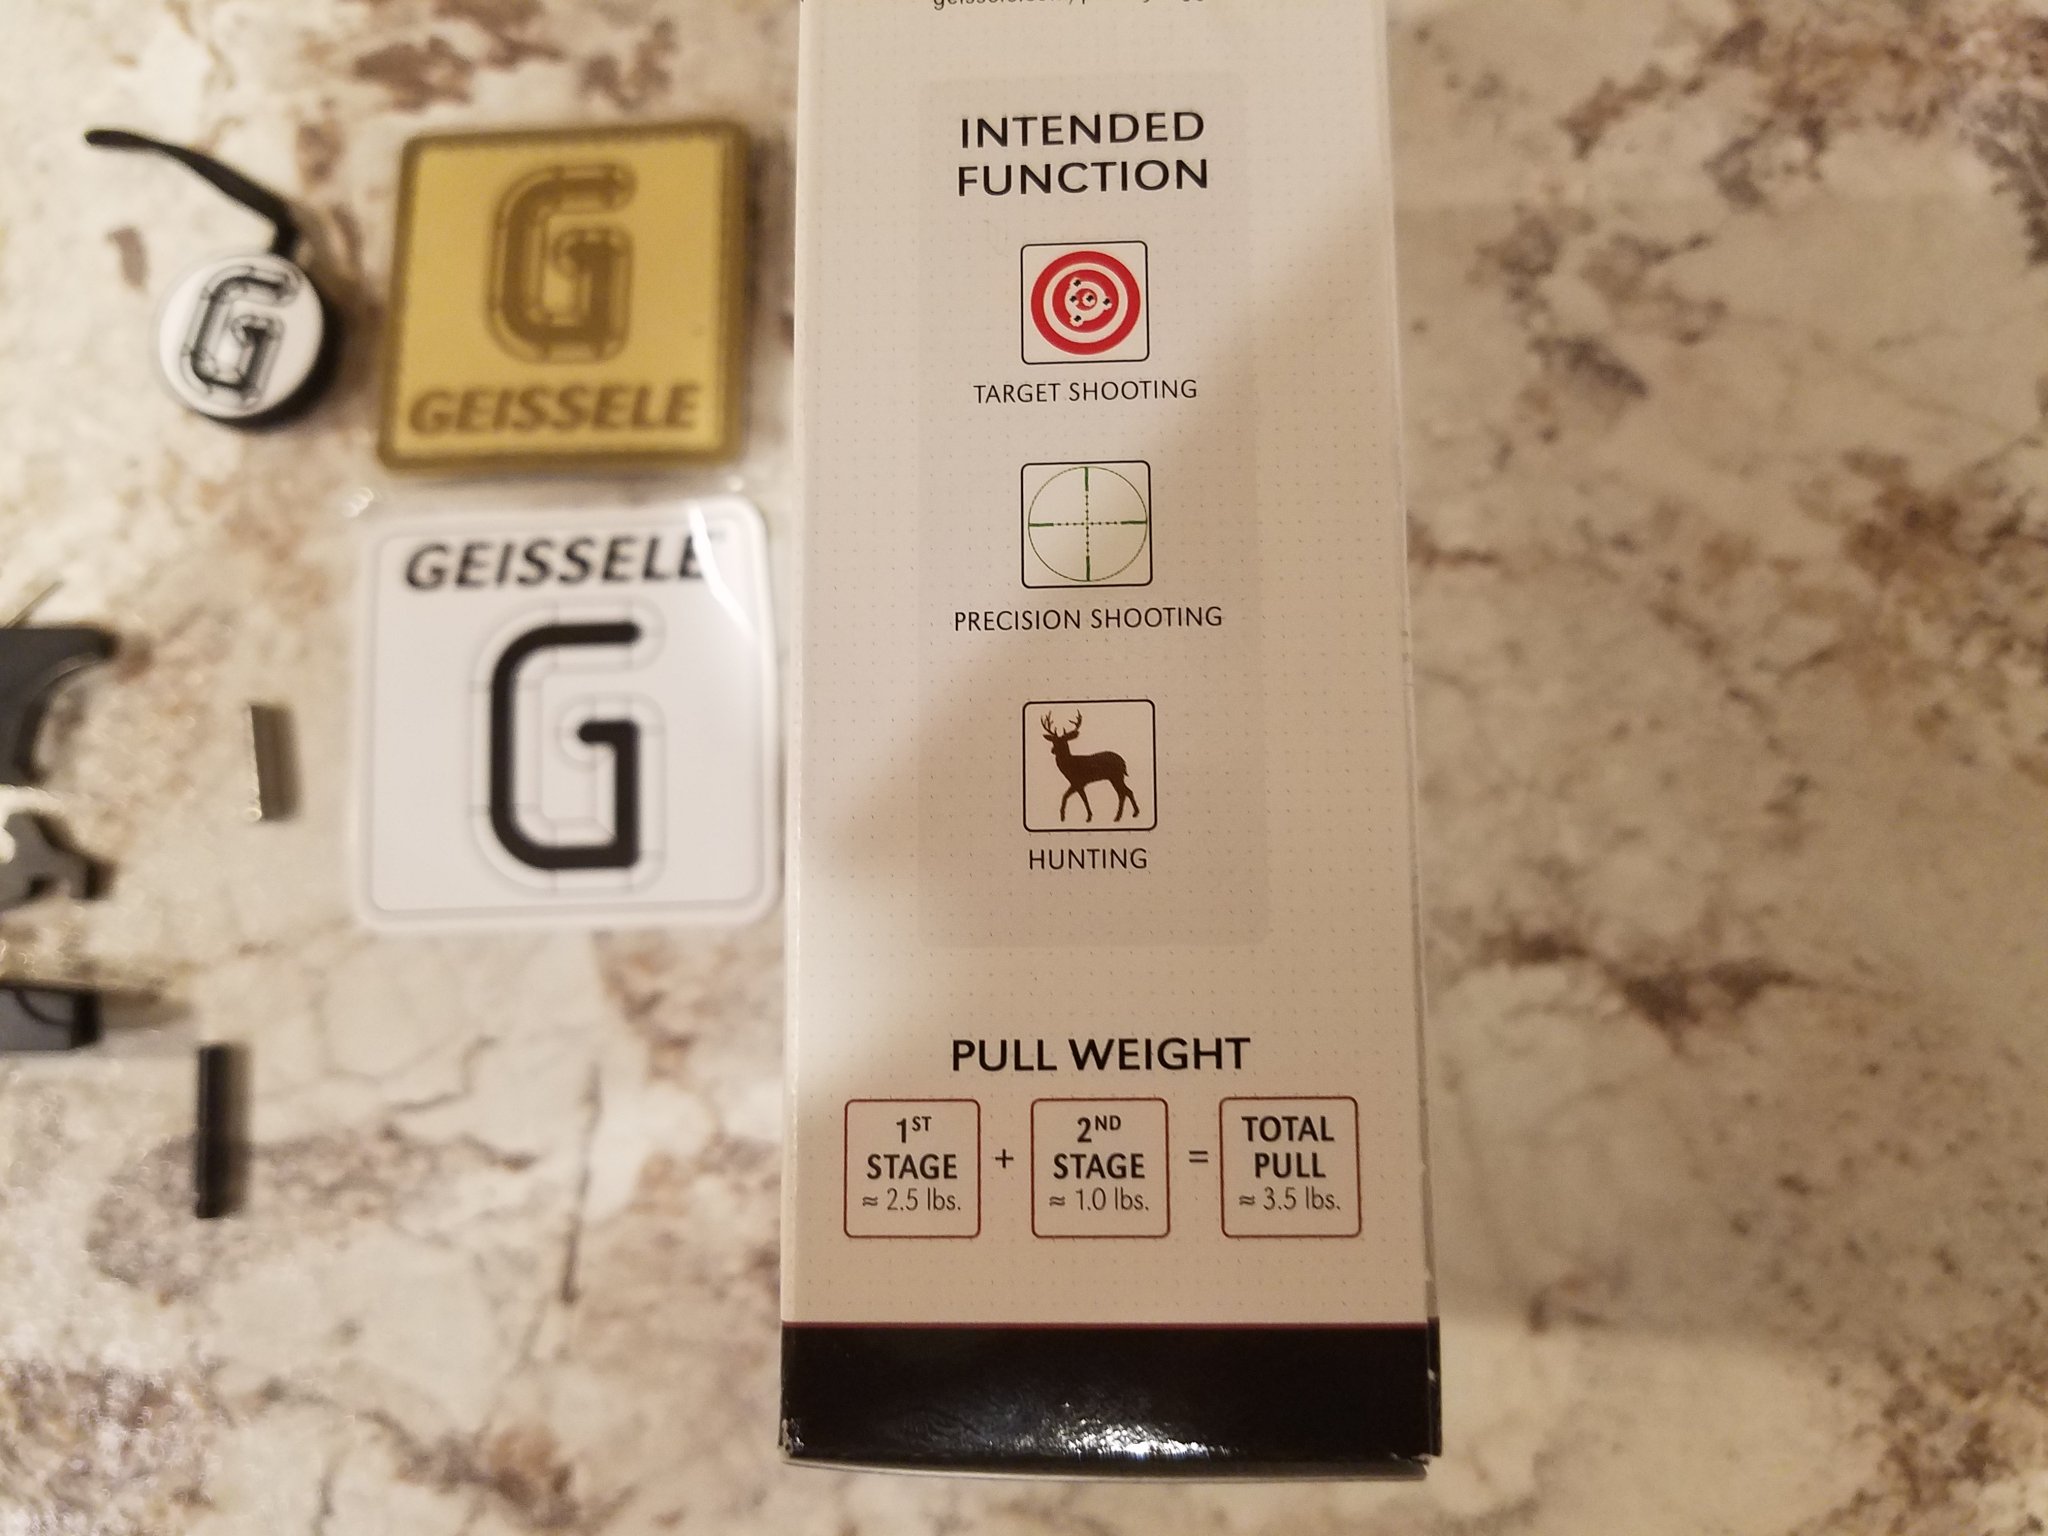 G
G
GEISSELE
GEISSELE
G
INTENDED
FUNCTION
TARGET SHOOTING
PRECISION SHOOTING
HUNTING
PULL WEIGHT
1ST STAGE ≈ 2.5 lbs. + 2ND STAGE ≈ 1.0 lbs. = TOTAL PULL ≈ 3.5 lbs.